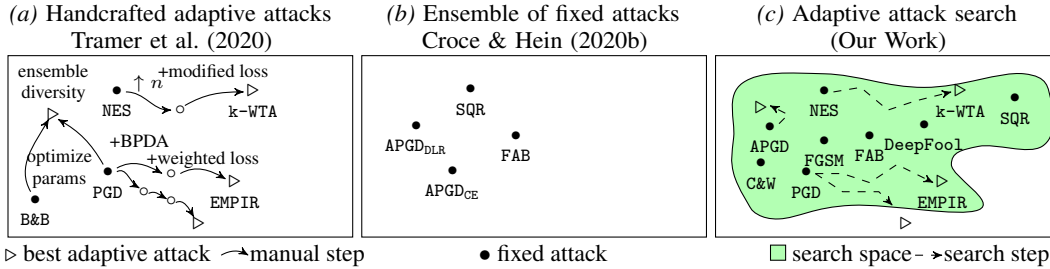 (a) Handcrafted adaptive attacks
Tramer et al. (2020)
(b) Ensemble of fixed attacks
Croce & Hein (2020b)
(c) Adaptive attack search
(Our Work)
ensemble
diversity
↑ n
+modified loss
NES
k-WTA
+BPDA
optimize
params
+weighted loss
PGD
EMPIR
B&B
SQR
APGD_DLR
FAB
APGD_CE
NES
k-WTA
SQR
APGD
FGSM
FAB
DeepFool
C&W
PGD
EMPIR
best adaptive attack
manual step
fixed attack
search space
search step